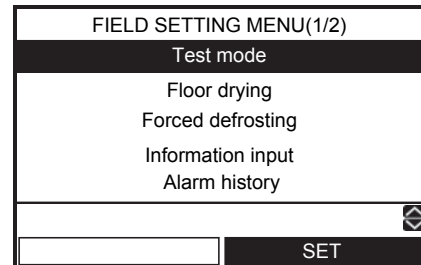 FIELD SETTING MENU(1/2)
Test mode
Floor drying
Forced defrosting
Information input
Alarm history
SET